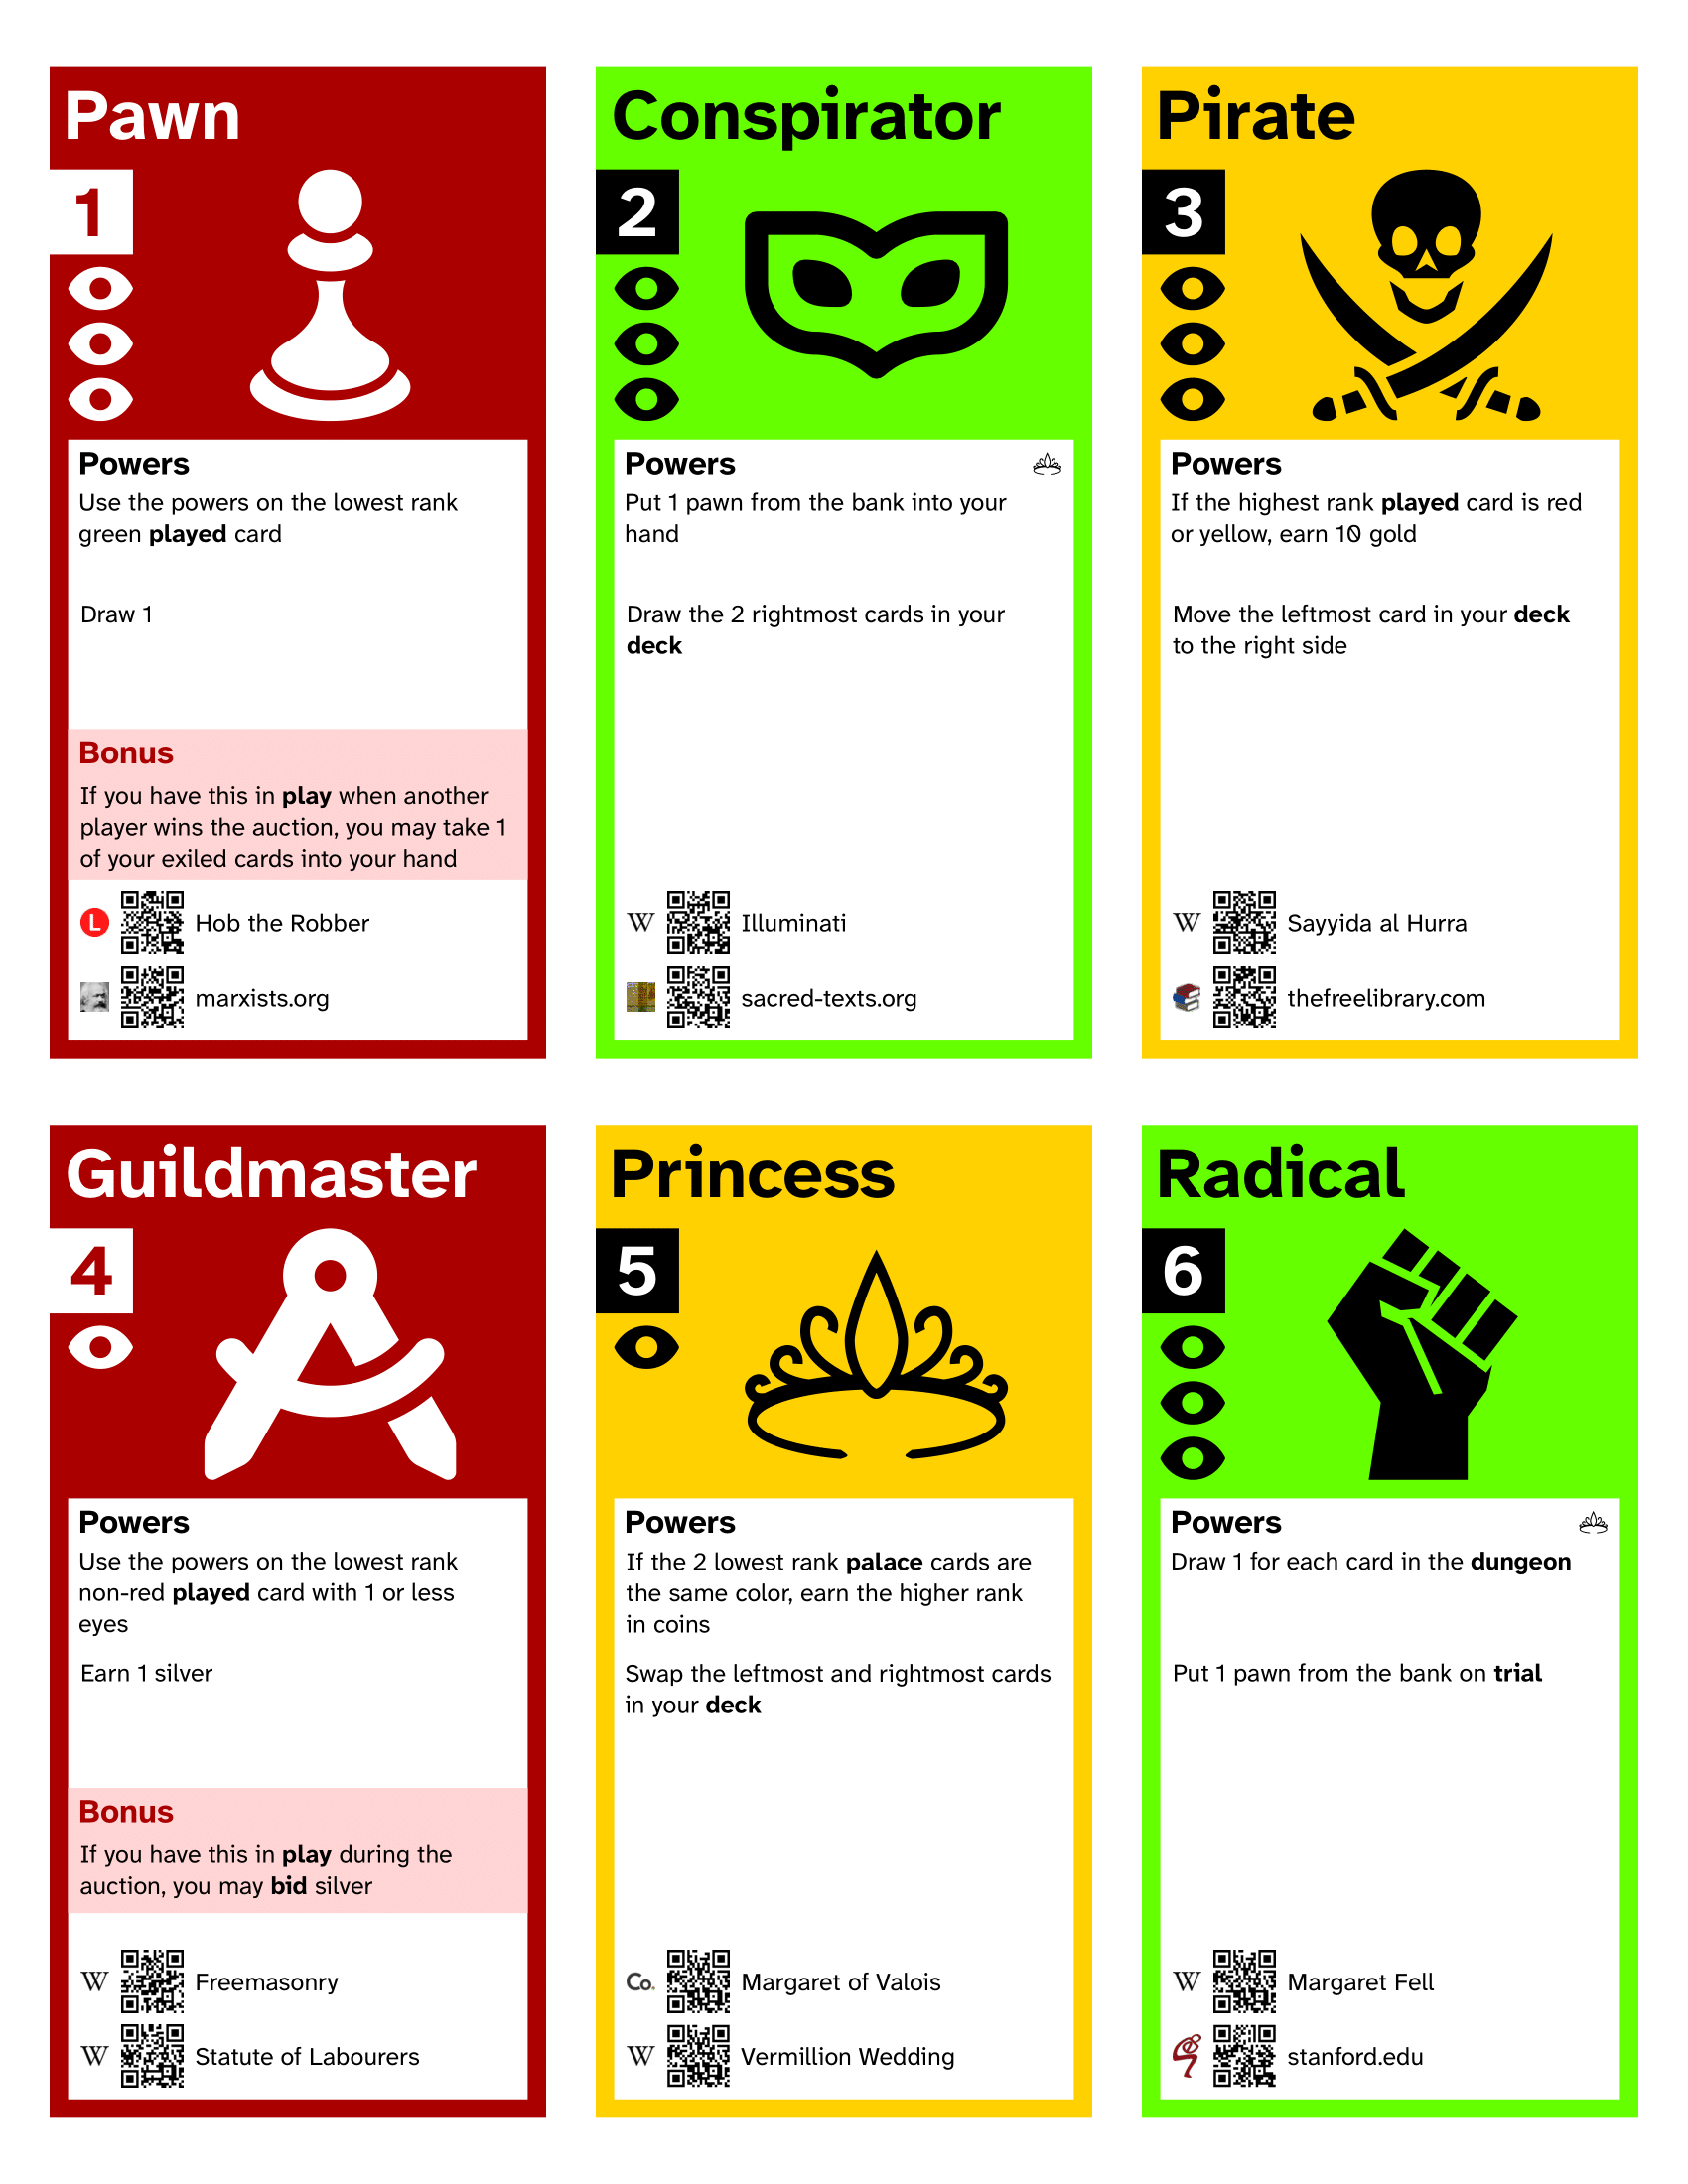 Pawn
1
Powers
Use the powers on the lowest rank
green played card
Draw 1
Bonus
If you have this in play when another
player wins the auction, you may take 1
of your exiled cards into your hand
L
Hob the Robber
marxists.org
Conspirator
2
Powers
Put 1 pawn from the bank into your
hand
Draw the 2 rightmost cards in your
deck
W
Illuminati
sacred-texts.org
Pirate
3
Powers
If the highest rank played card is red
or yellow, earn 10 gold
Move the leftmost card in your deck
to the right side
W
Sayyida al Hurra
thefreelibrary.com
Guildmaster
4
Powers
Use the powers on the lowest rank
non-red played card with 1 or less
eyes
Earn 1 silver
Bonus
If you have this in play during the
auction, you may bid silver
W
Freemasonry
W
Statute of Labourers
Princess
5
Powers
If the 2 lowest rank palace cards are
the same color, earn the higher rank
in coins
Swap the leftmost and rightmost cards
in your deck
Co.
Margaret of Valois
W
Vermillion Wedding
Radical
6
Powers
Draw 1 for each card in the dungeon
Put 1 pawn from the bank on trial
W
Margaret Fell
stanford.edu